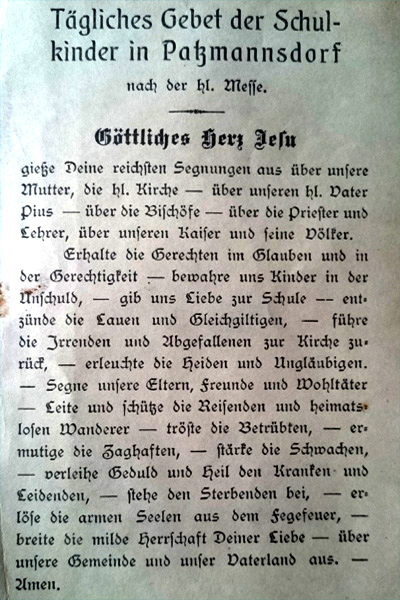 Tägliches Gebet der Schul-
kinder in Patzmannsdorf
nach der hl. Messe.
Göttliches Herz Jesu
gieße Deine reichsten Segnungen aus über unsere
Mutter, die hl. Kirche — über unseren hl. Vater
Pius — über die Bischöfe — über die Priester und
Lehrer, über unseren Kaiser und seine Völker.
Erhalte die Gerechten im Glauben und in
der Gerechtigkeit — bewahre uns Kinder in der
Unschuld, — gib uns Liebe zur Schule — ent-
zünde die Lauen und Gleichgiltigen, — führe
die Irrenden und Abgefallenen zur Kirche zu-
rück, — erleuchte die Heiden und Ungläubigen.
— Segne unsere Eltern, Freunde und Wohltäter
— Leite und schütze die Reisenden und heimats-
losen Wanderer — tröste die Betrübten, — er-
mutige die Zaghaften, — stärke die Schwachen,
— verleihe Geduld und Heil den Kranken und
Leidenden, — stehe den Sterbenden bei, — er-
löse die armen Seelen aus dem Fegefeuer, —
breite die milde Herrschaft Deiner Liebe — über
unsere Gemeinde und unser Vaterland aus. —
Amen.